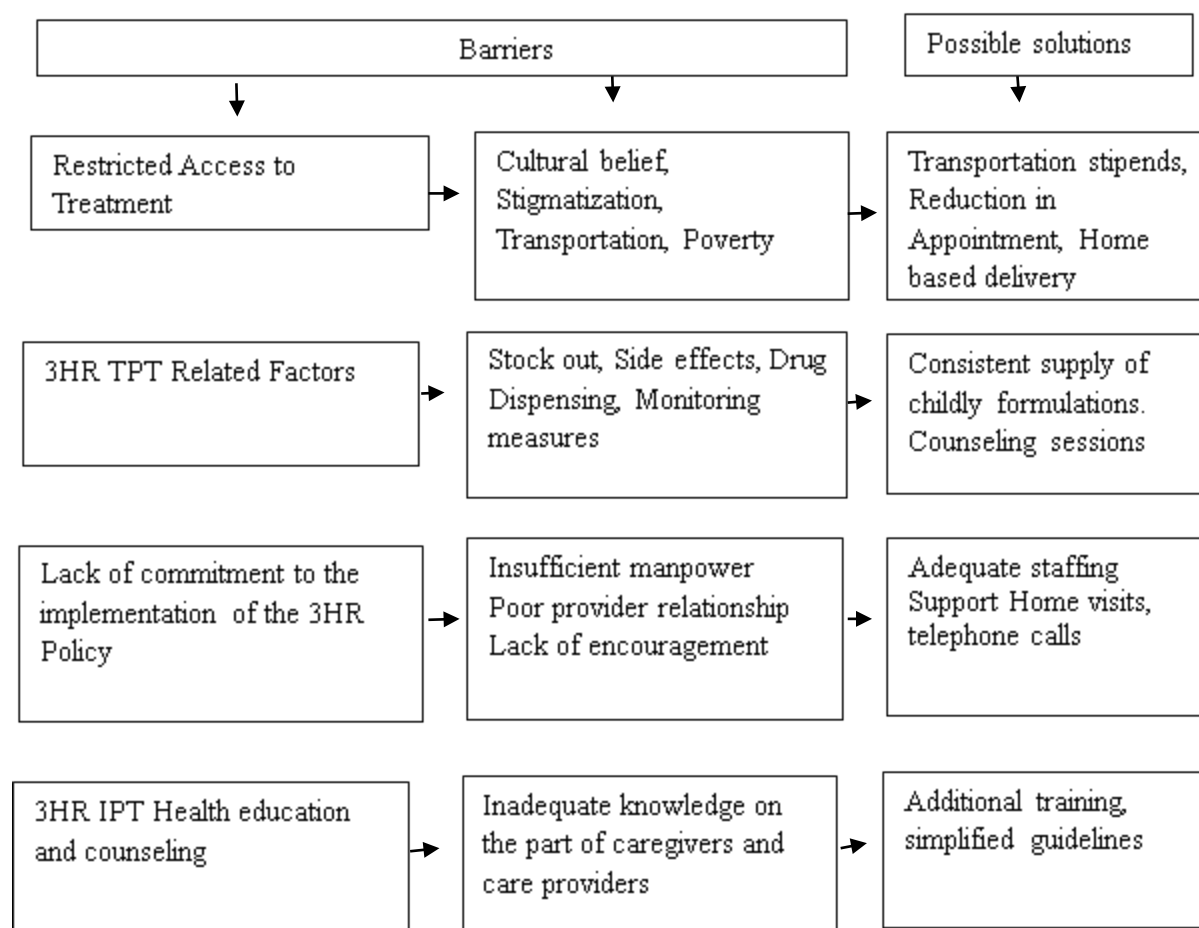 Barriers
Possible solutions
Restricted Access to
Treatment
Cultural belief,
Stigmatization,
Transportation, Poverty
Transportation stipends,
Reduction in
Appointment, Home
based delivery
3HR TPT Related Factors
Stock out, Side effects, Drug
Dispensing, Monitoring
measures
Consistent supply of
childly formulations.
Counseling sessions
Lack of commitment to the
implementation of the 3HR
Policy
Insufficient manpower
Poor provider relationship
Lack of encouragement
Adequate staffing
Support Home visits,
telephone calls
3HR IPT Health education
and counseling
Inadequate knowledge on
the part of caregivers and
care providers
Additional training,
simplified guidelines